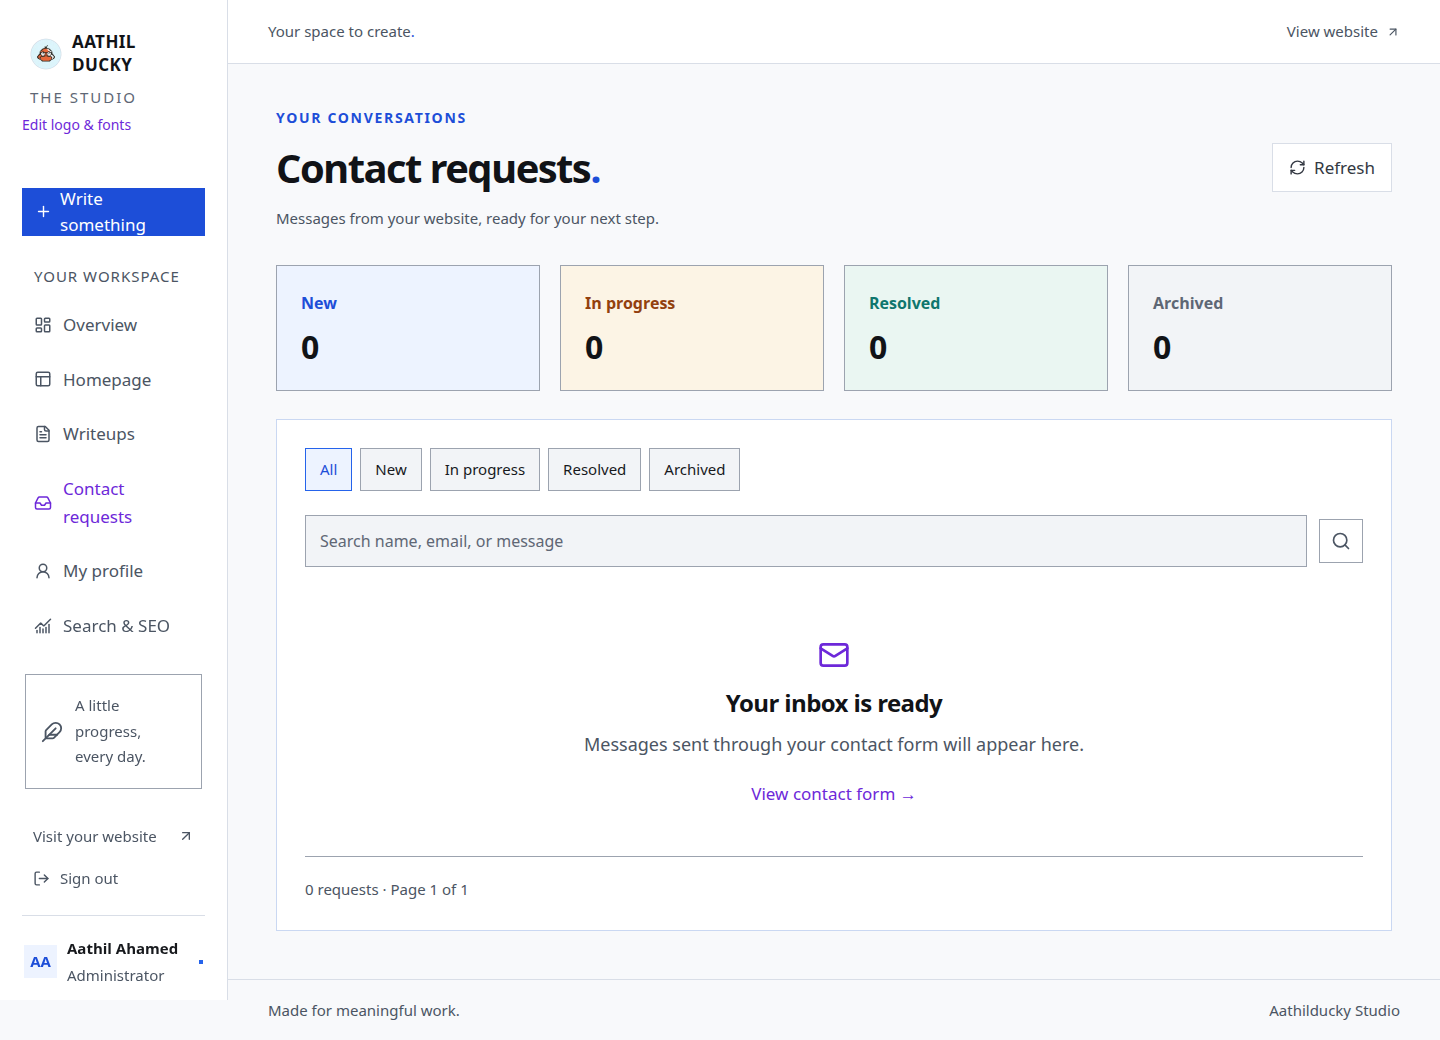 AATHIL
DUCKY
THE STUDIO
Edit logo & fonts
Write
something
YOUR WORKSPACE
Overview
Homepage
Writeups
Contact
requests
My profile
Search & SEO
A little
progress,
every day.
Visit your website
Sign out
AA
Aathil Ahamed
Administrator
Your space to create.
View website
YOUR CONVERSATIONS
Contact requests.
Refresh
Messages from your website, ready for your next step.
New
0
In progress
0
Resolved
0
Archived
0
All
New
In progress
Resolved
Archived
Search name, email, or message
Your inbox is ready
Messages sent through your contact form will appear here.
View contact form →
0 requests · Page 1 of 1
Made for meaningful work.
Aathilducky Studio